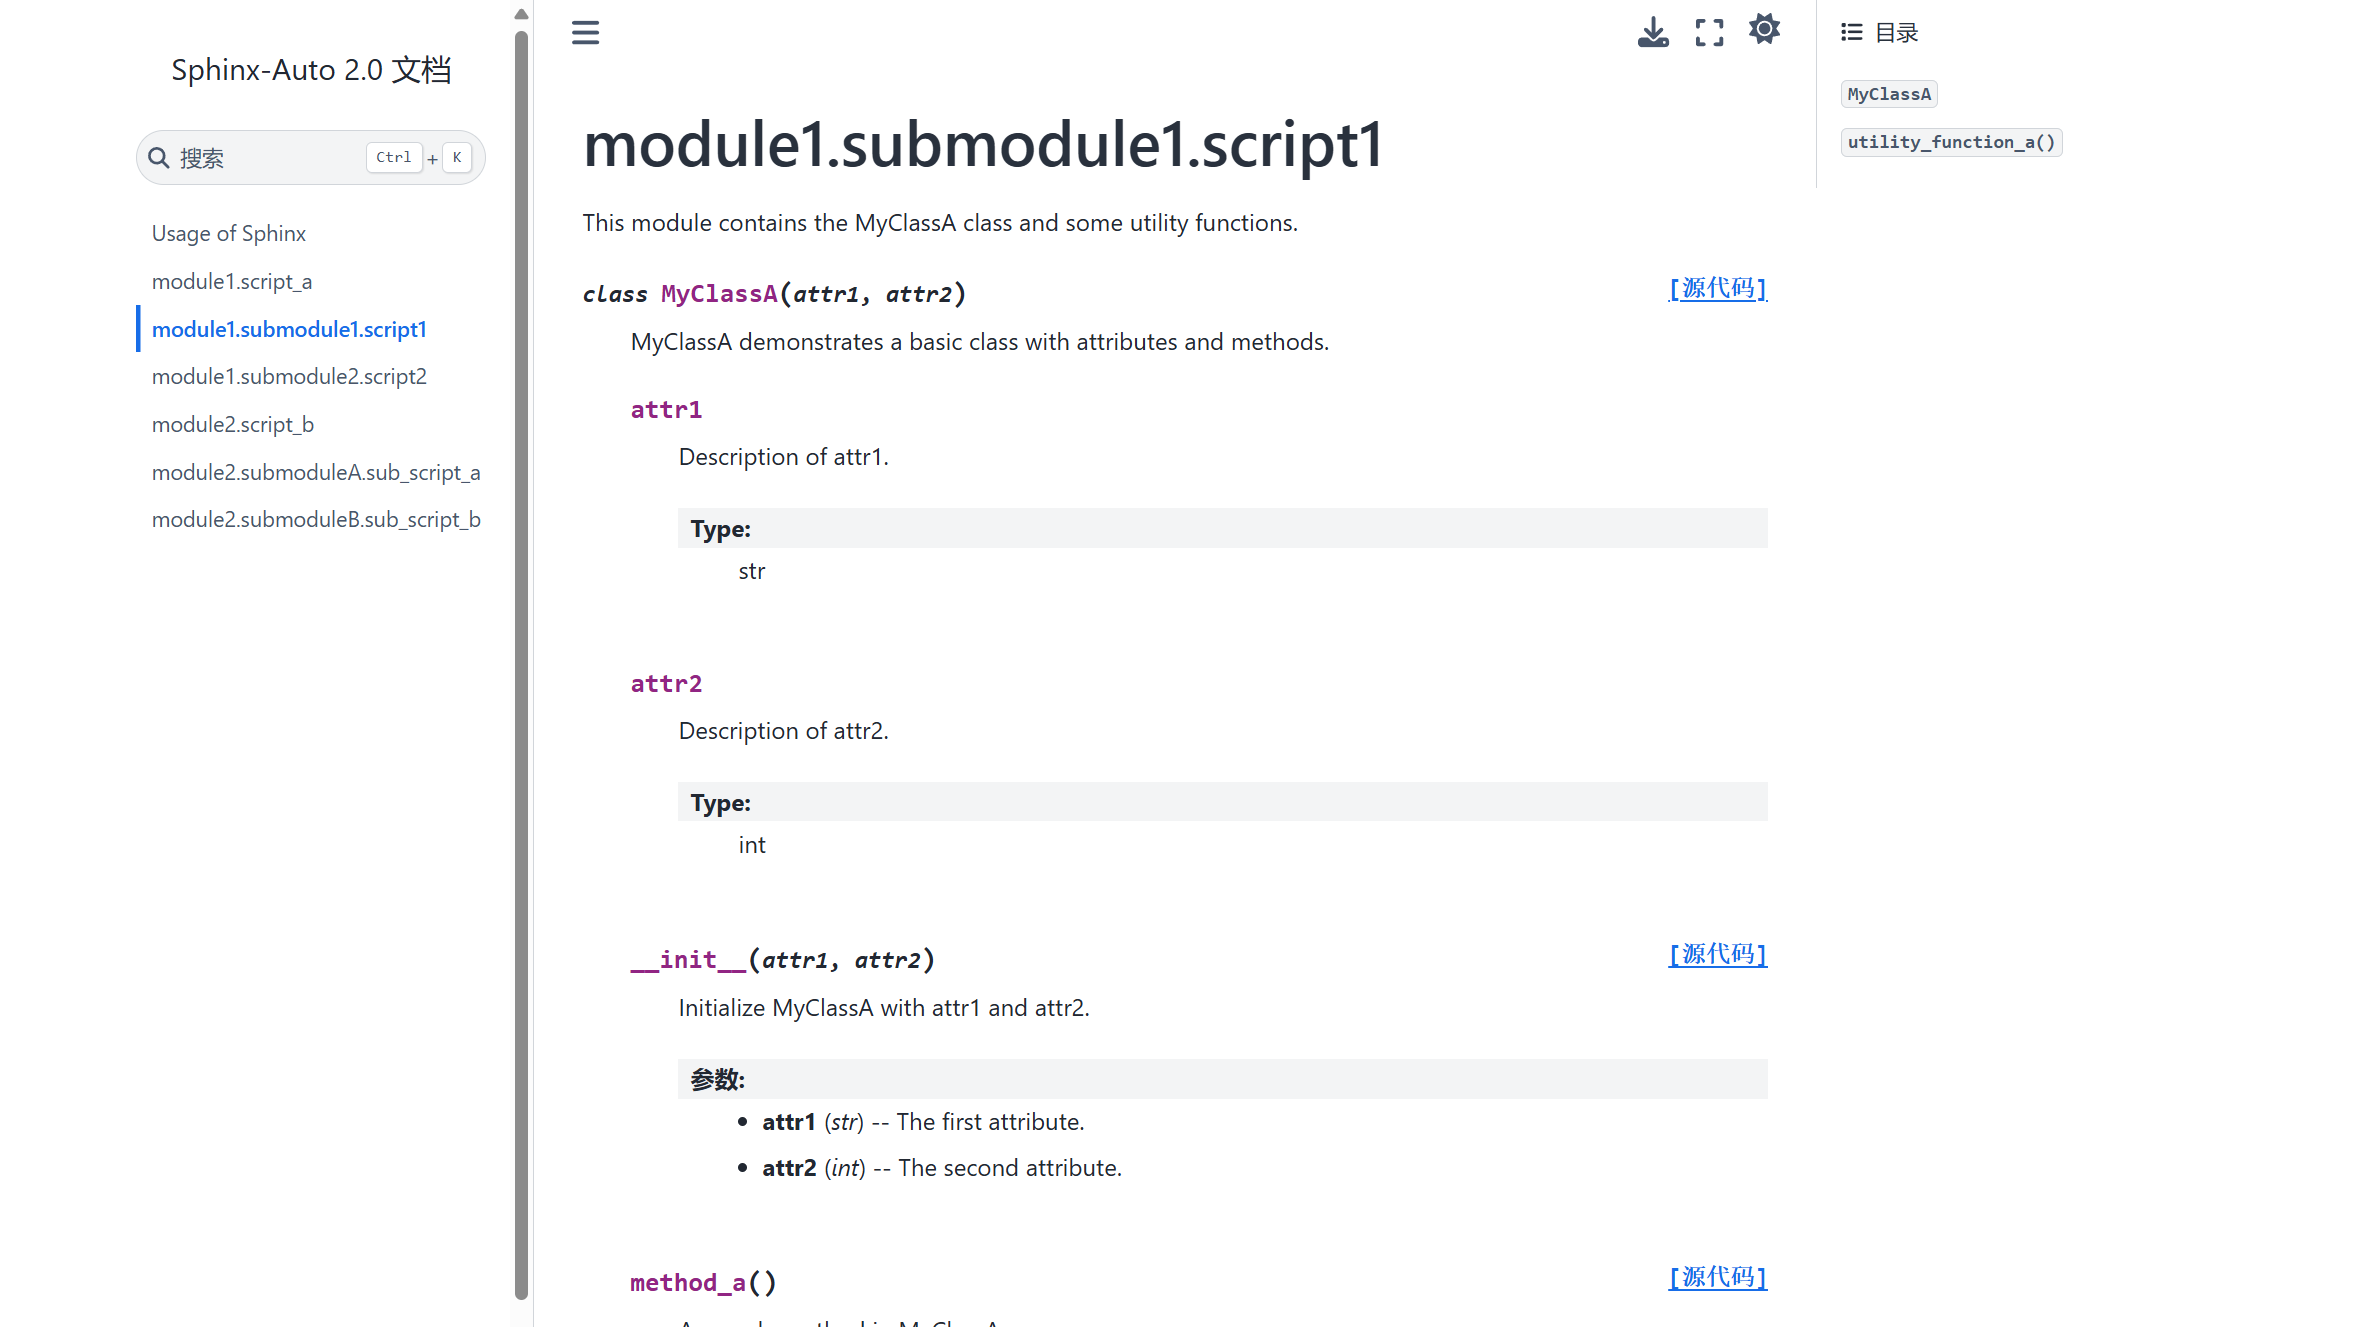 Sphinx-Auto 2.0 文档
搜索 Ctrl + K
Usage of Sphinx
module1.script_a
module1.submodule1.script1
module1.submodule2.script2
module2.script_b
module2.submoduleA.sub_script_a
module2.submoduleB.sub_script_b
module1.submodule1.script1
This module contains the MyClassA class and some utility functions.
class MyClassA(attr1, attr2) [源代码]
MyClassA demonstrates a basic class with attributes and methods.
attr1
Description of attr1.
Type:
str
attr2
Description of attr2.
Type:
int
__init__(attr1, attr2) [源代码]
Initialize MyClassA with attr1 and attr2.
参数:
• attr1 (str) -- The first attribute.
• attr2 (int) -- The second attribute.
method_a() [源代码]
目录
MyClassA
utility_function_a()